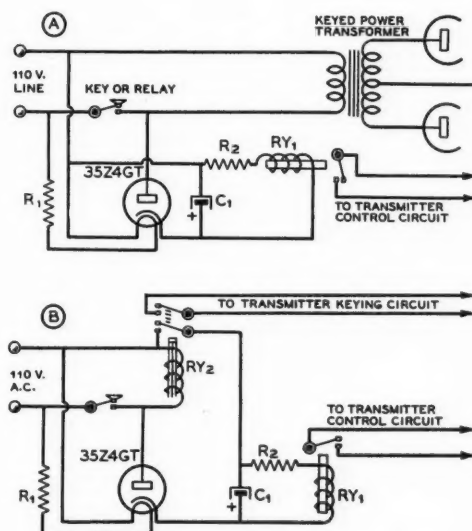 A
KEYED POWER
TRANSFORMER
110 V.
LINE
KEY OR RELAY
35Z4GT
R1
R2
RY1
C1
+
TO TRANSMITTER
CONTROL CIRCUIT
B
TO TRANSMITTER KEYING CIRCUIT
110 V.
A.C.
RY2
TO TRANSMITTER
CONTROL CIRCUIT
35Z4GT
R1
R2
C1
+
RY1